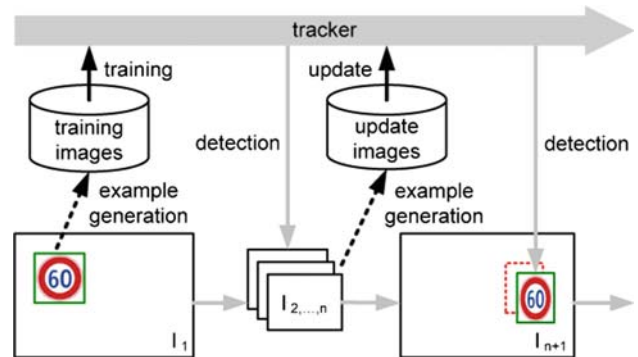 tracker
training
update
training
images
update
images
detection
detection
example
generation
example
generation
60
I1
I2,...,n
60
In+1